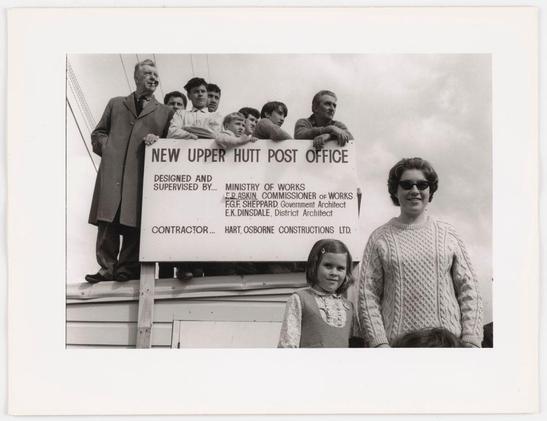 NEW UPPER HUTT POST OFFICE
DESIGNED AND
SUPERVISED BY... MINISTRY OF WORKS
F.R. ASKIN, COMMISSIONER OF WORKS
F.G.F. SHEPPARD, Government Architect
E.K. DINSDALE, District Architect
CONTRACTOR... HART, OSBORNE CONSTRUCTIONS LTD.